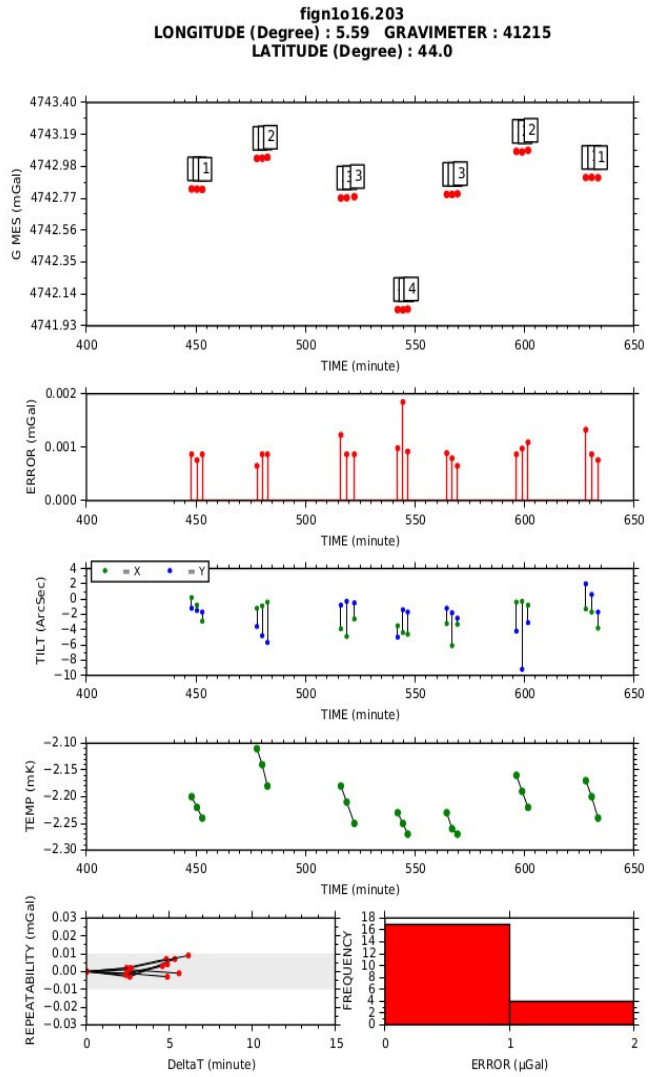 fign1o16.203
LONGITUDE (Degree) : 5.59   GRAVIMETER : 41215
LATITUDE (Degree) : 44.0
G MES (mGal)
4743.40
4743.19
4742.98
4742.77
4742.56
4742.35
4742.14
4741.93
1
2
3
3
4
3
2
1
400 450 500 550 600 650
TIME (minute)
ERROR (mGal)
0.002
0.001
0.000
400 450 500 550 600 650
TIME (minute)
TILT (ArcSec)
4
2
0
−2
−4
−6
−8
−10
= X
= Y
400 450 500 550 600 650
TIME (minute)
TEMP (mK)
−2.10
−2.15
−2.20
−2.25
−2.30
400 450 500 550 600 650
TIME (minute)
REPEATABILITY (mGal)
0.03
0.02
0.01
0.00
−0.01
−0.02
−0.03
0 5 10 15
DeltaT (minute)
FREQUENCY
18
16
14
12
10
8
6
4
2
0
0 1 2
ERROR (µGal)